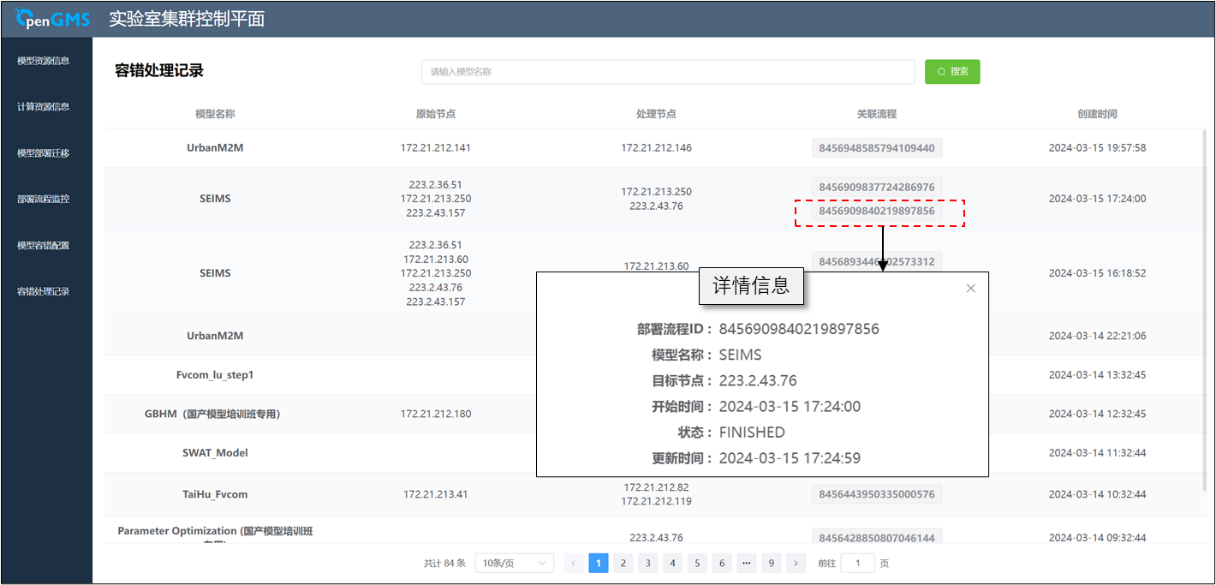 OpenGMS 实验室集群控制平面
模型资源信息
计算资源信息
模型部署迁移
部署流程监控
模型容错配置
容错处理记录
容错处理记录
请输入模型名称
搜索
模型名称 原始节点 处理节点 关联流程 创建时间
UrbanM2M 172.21.212.141 172.21.212.146 8456948585794109440 2024-03-15 19:57:58
SEIMS
223.2.36.51
172.21.213.250
223.2.43.157
172.21.213.250
223.2.43.76
8456909837724286976
8456909840219897856
2024-03-15 17:24:00
SEIMS
223.2.36.51
172.21.213.60
172.21.213.250
223.2.43.76
223.2.43.157
172.21.213.60
2024-03-15 16:18:52
详情信息
部署流程ID： 8456909840219897856
模型名称： SEIMS
目标节点： 223.2.43.76
开始时间： 2024-03-15 17:24:00
状态： FINISHED
更新时间： 2024-03-15 17:24:59
UrbanM2M 2024-03-14 22:21:06
Fvcom_lu_step1 2024-03-14 13:32:45
GBHM（国产模型培训班专用） 172.21.212.180 2024-03-14 12:32:45
SWAT_Model 2024-03-14 11:32:44
TaiHu_Fvcom 172.21.213.41
172.21.212.82
172.21.212.119
8456443950335000576 2024-03-14 10:32:44
Parameter Optimization (国产模型培训班
223.2.43.76 8456428850807046144 2024-03-14 09:32:44
共计 84 条 10条/页 1 2 3 4 5 6 ··· 9 前往 1 页